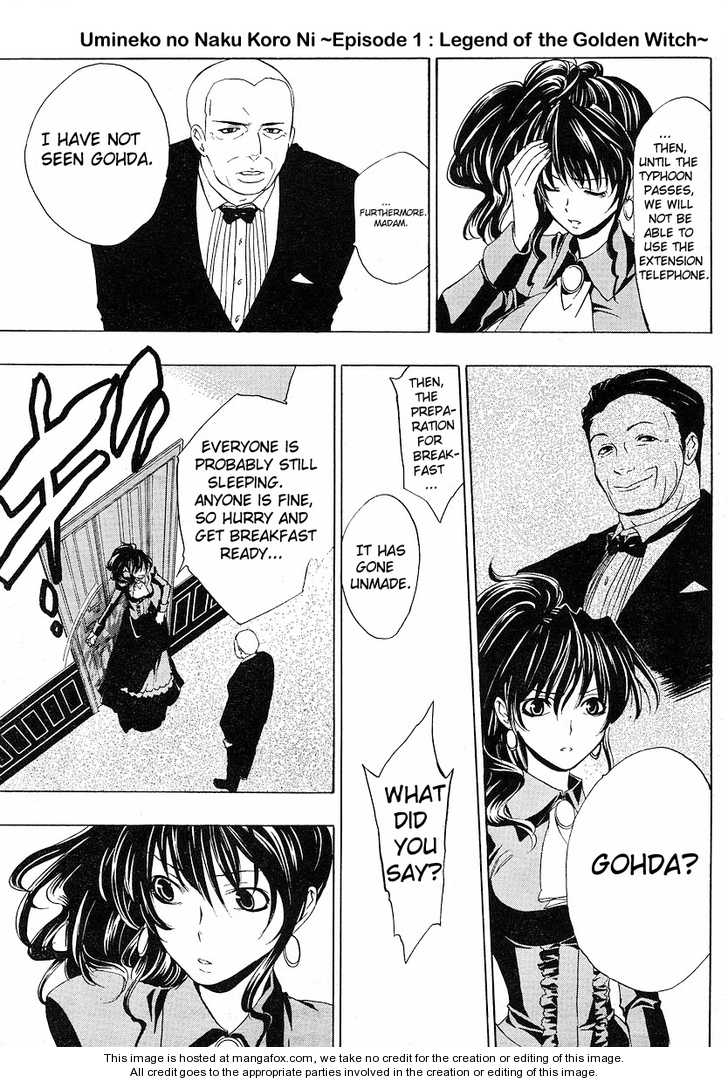 Umineko no Naku Koro Ni ~Episode 1 : Legend of the Golden Witch~
...
THEN,
UNTIL THE
TYPHOON
PASSES,
WE WILL
NOT BE
ABLE TO
USE THE
EXTENSION
TELEPHONE.
...
FURTHERMORE,
MADAM.
I HAVE NOT
SEEN GOHDA.
GOHDA?
THEN,
THE
PREPA-
RATION
FOR
BREAK-
FAST
...
IT HAS
GONE
UNMADE.
WHAT
DID
YOU
SAY?
EVERYONE IS
PROBABLY STILL
SLEEPING.
ANYONE IS FINE,
SO HURRY AND
GET BREAKFAST
READY...
This image is hosted at mangafox.com, we take no credit for the creation or editing of this image.
All credit goes to the appropriate parties involved in the creation or editing of this image.